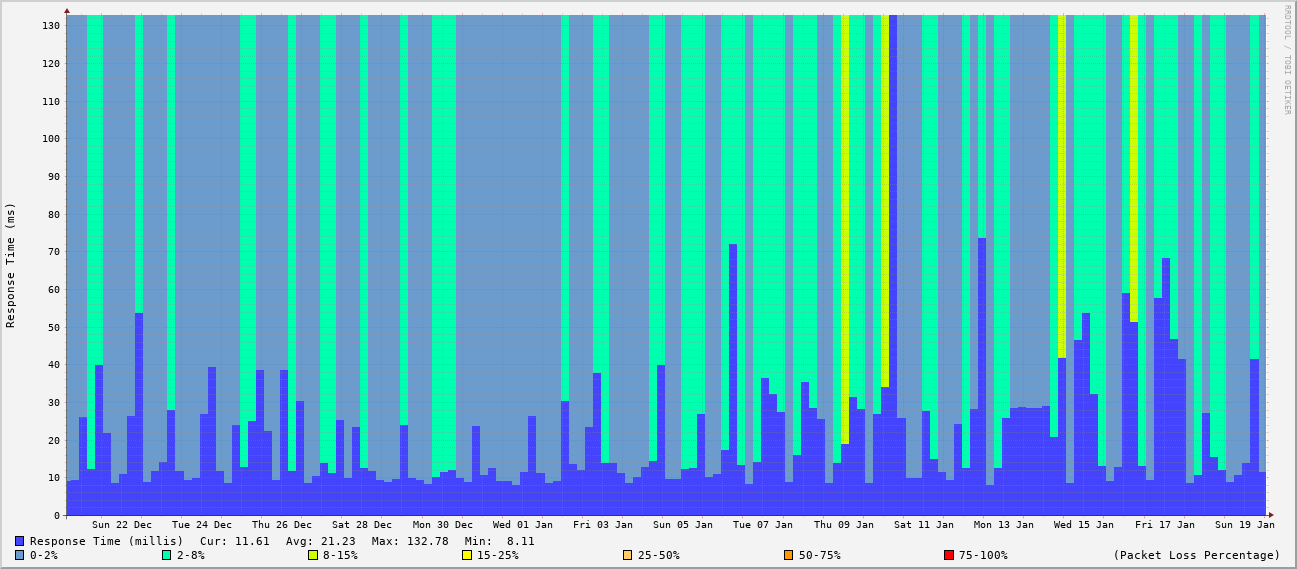 RRDTOOL / TOBI OETIKER
Response Time (ms)
130
120
110
100
90
80
70
60
50
40
30
20
10
0
Sun 22 Dec Tue 24 Dec Thu 26 Dec Sat 28 Dec Mon 30 Dec Wed 01 Jan Fri 03 Jan Sun 05 Jan Tue 07 Jan Thu 09 Jan Sat 11 Jan Mon 13 Jan Wed 15 Jan Fri 17 Jan Sun 19 Jan
Response Time (millis) Cur: 11.61 Avg: 21.23 Max: 132.78 Min: 8.11
0-2% 2-8% 8-15% 15-25% 25-50% 50-75% 75-100% (Packet Loss Percentage)